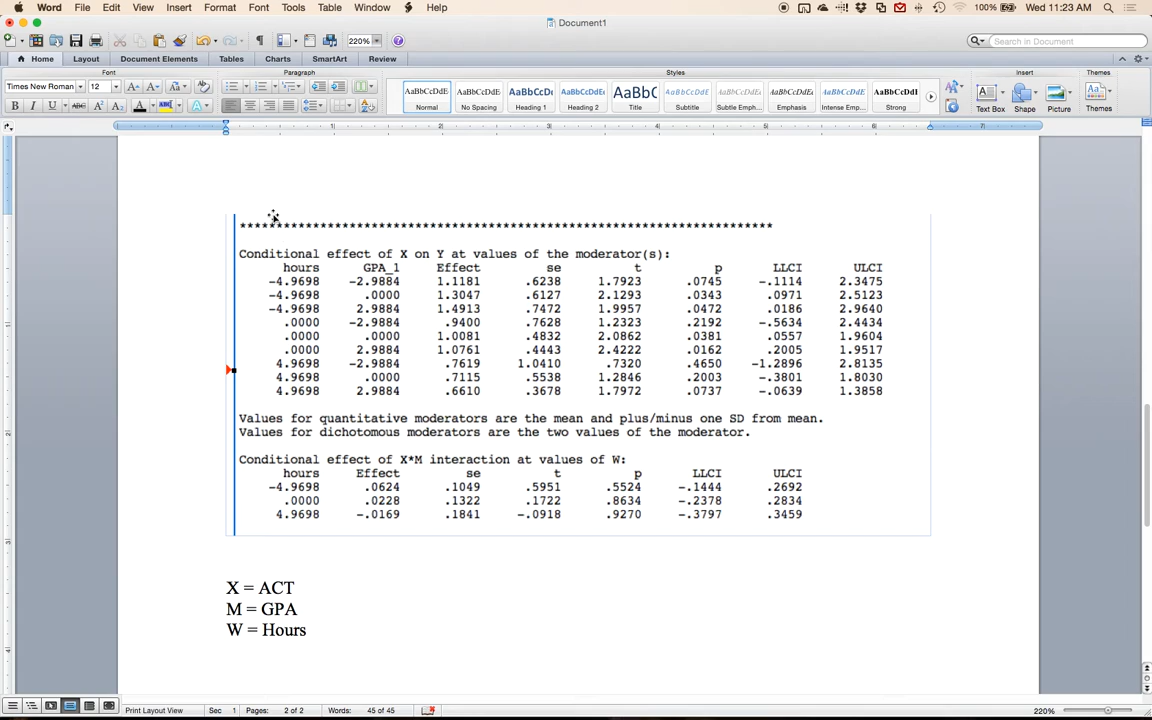 Word File Edit View Insert Format Font Tools Table Window Help 100% Wed 11:23 AM
Document1
220% Search in Document
Home Layout Document Elements Tables Charts SmartArt Review
Font Paragraph Styles Insert Themes
Times New Roman 12
AaBbCcDdE AaBbCcDdE AaBbCcDc AaBbCcDdE AaBbC AaBbCcDdE AaBbCcDdE AaBbCcDdE AaBbCcDdE AaBbCcDdI
Normal No Spacing Heading 1 Heading 2 Title Subtitle Subtle Emph... Emphasis Intense Emp... Strong Text Box Shape Picture Themes
B I U ABC A² A₂ A ABC A
1 2 3 4 5 6 7
******************************************************************************
Conditional effect of X on Y at values of the moderator(s):
hours GPA_1 Effect se t p LLCI ULCI
-4.9698 -2.9884 1.1181 .6238 1.7923 .0745 -.1114 2.3475
-4.9698 .0000 1.3047 .6127 2.1293 .0343 .0971 2.5123
-4.9698 2.9884 1.4913 .7472 1.9957 .0472 .0186 2.9640
.0000 -2.9884 .9400 .7628 1.2323 .2192 -.5634 2.4434
.0000 .0000 1.0081 .4832 2.0862 .0381 .0557 1.9604
.0000 2.9884 1.0761 .4443 2.4222 .0162 .2005 1.9517
4.9698 -2.9884 .7619 1.0410 .7320 .4650 -1.2896 2.8135
4.9698 .0000 .7115 .5538 1.2846 .2003 -.3801 1.8030
4.9698 2.9884 .6610 .3678 1.7972 .0737 -.0639 1.3858
Values for quantitative moderators are the mean and plus/minus one SD from mean.
Values for dichotomous moderators are the two values of the moderator.
Conditional effect of X*M interaction at values of W:
hours Effect se t p LLCI ULCI
-4.9698 .0624 .1049 .5951 .5524 -.1444 .2692
.0000 .0228 .1322 .1722 .8634 -.2378 .2834
4.9698 -.0169 .1841 -.0918 .9270 -.3797 .3459
X = ACT
M = GPA
W = Hours
Print Layout View Sec 1 Pages: 2 of 2 Words: 45 of 45 220%